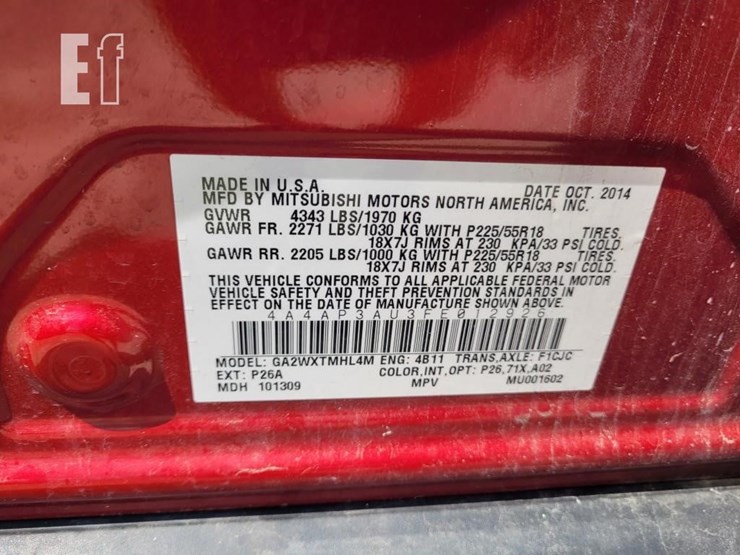 Ef
MADE IN U.S.A. DATE OCT. 2014
MFD BY MITSUBISHI MOTORS NORTH AMERICA, INC.
GVWR 4343 LBS/1970 KG
GAWR FR. 2271 LBS/1030 KG WITH P225/55R18 TIRES,
18X7J RIMS AT 230 KPA/33 PSI COLD.
GAWR RR. 2205 LBS/1000 KG WITH P225/55R18 TIRES,
18X7J RIMS AT 230 KPA/33 PSI COLD.
THIS VEHICLE CONFORMS TO ALL APPLICABLE FEDERAL MOTOR
VEHICLE SAFETY AND THEFT PREVENTION STANDARDS IN
EFFECT ON THE DATE OF MANUFACTURE SHOWN ABOVE.
4A4AP3AU3FE012926
MODEL: GA2WXTMHL4M ENG: 4B11 TRANS,AXLE: F1CJC
EXT: P26A COLOR,INT,OPT: P26,71X,A02
MDH 101309 MPV MU001602